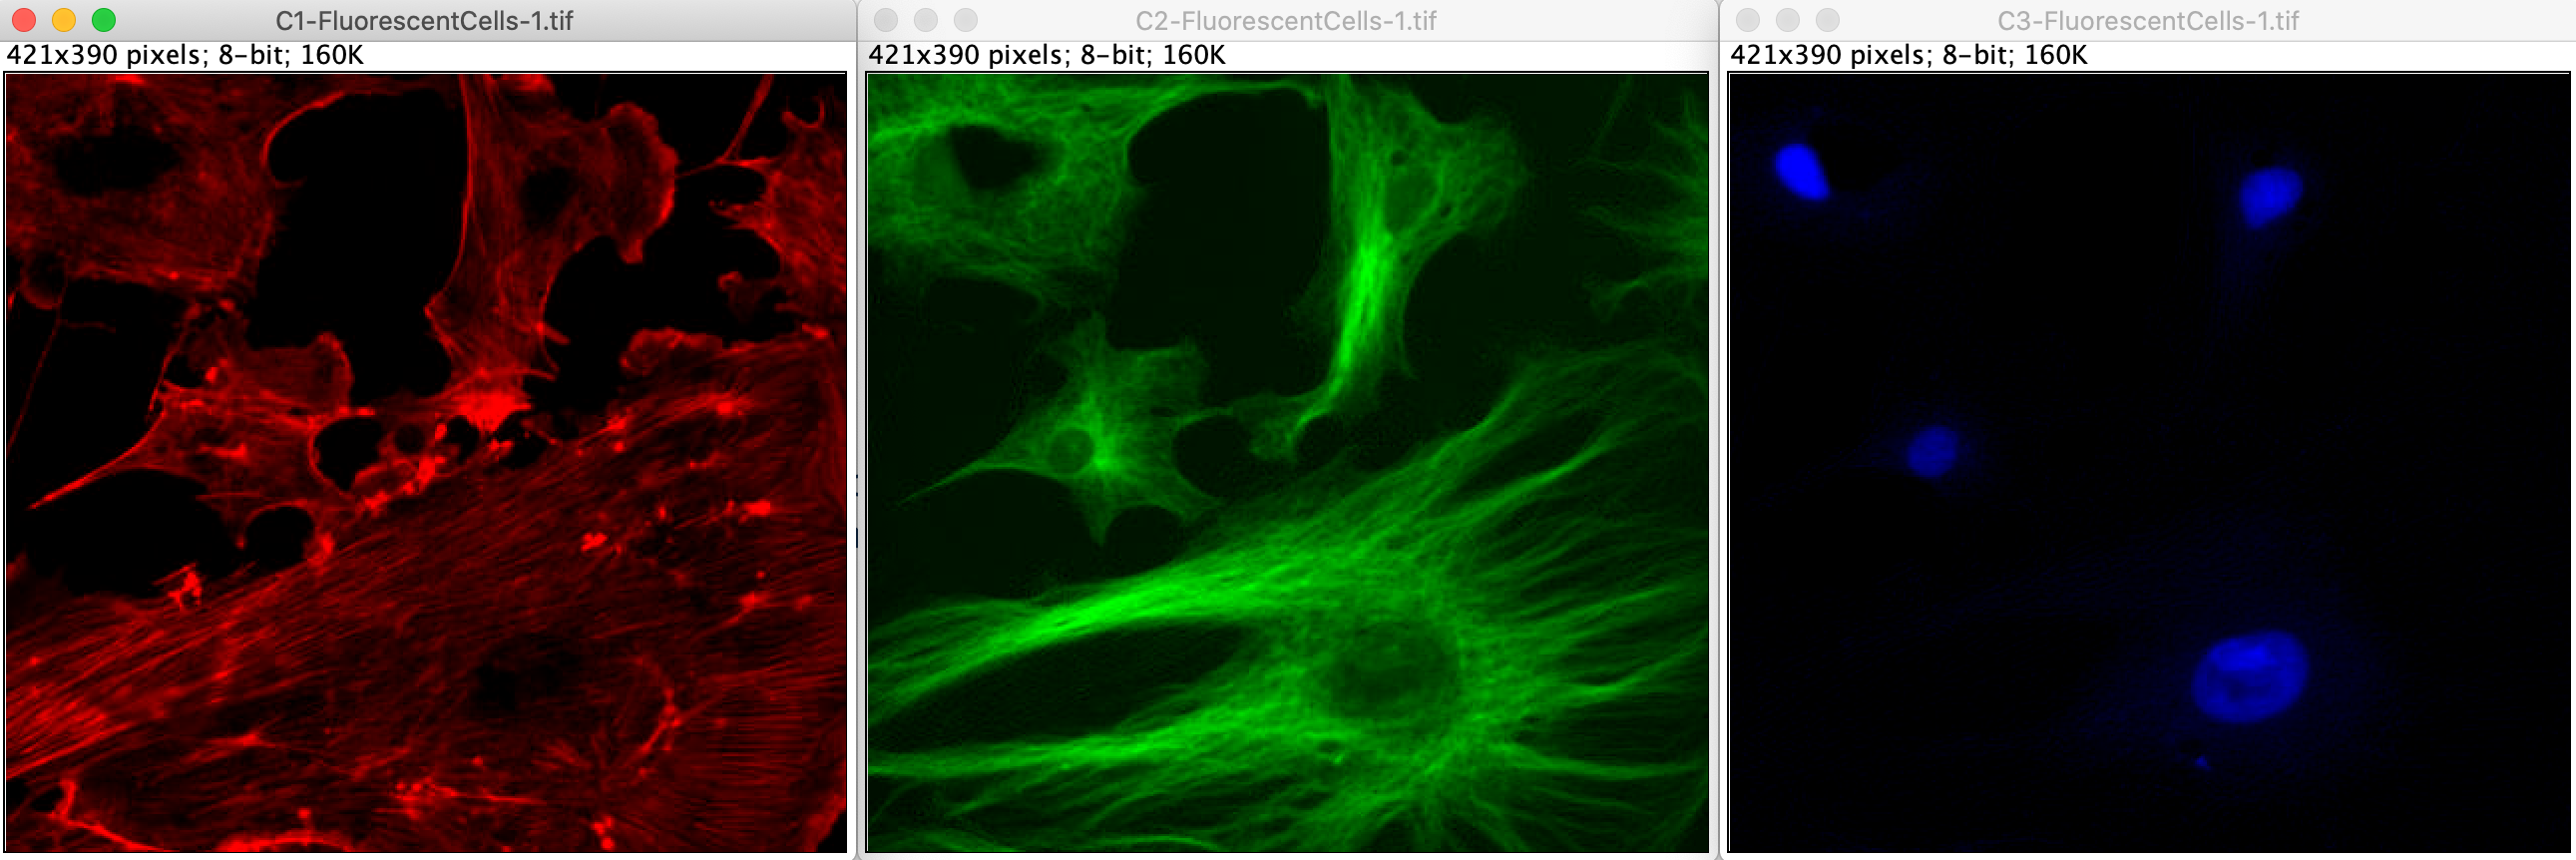 C1-FluorescentCells-1.tif
421x390 pixels; 8-bit; 160K
C2-FluorescentCells-1.tif
421x390 pixels; 8-bit; 160K
C3-FluorescentCells-1.tif
421x390 pixels; 8-bit; 160K